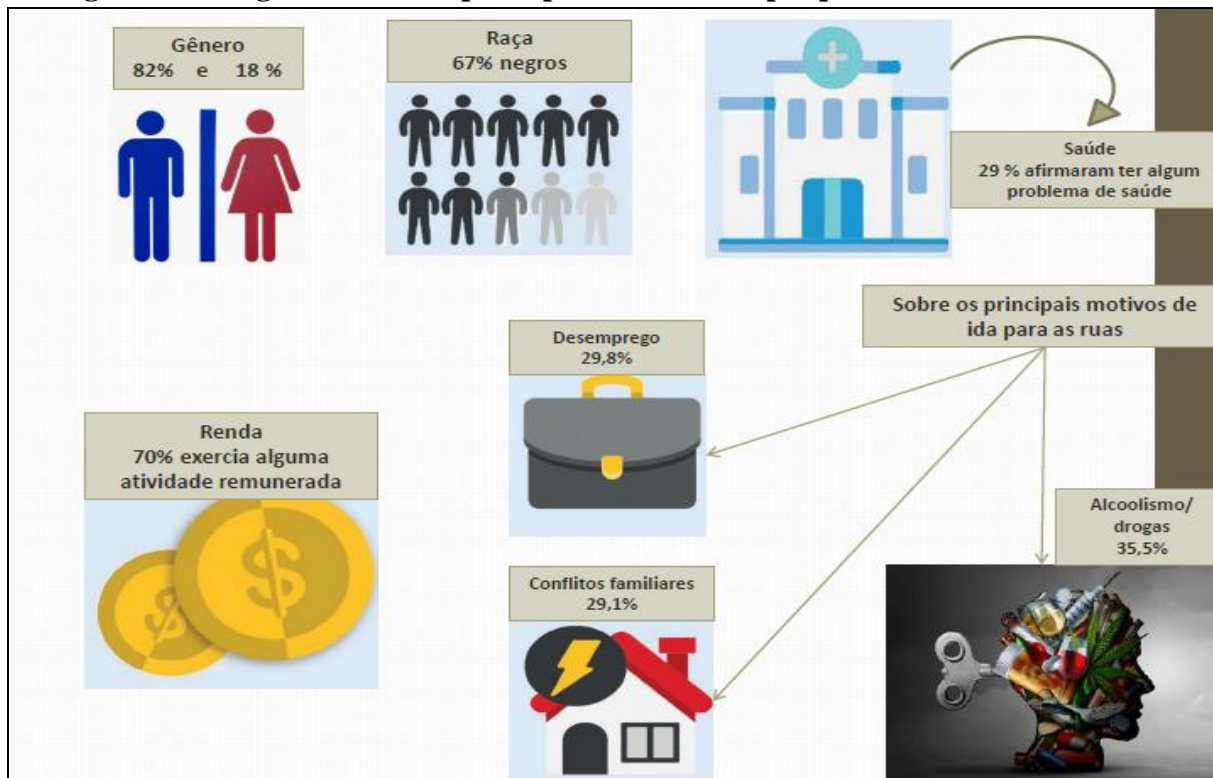 Gênero
82% e 18 %
Raça
67% negros
Saúde
29 % afirmaram ter algum
problema de saúde
Sobre os principais motivos de
ida para as ruas
Desemprego
29,8%
Renda
70% exercia alguma
atividade remunerada
Alcoolismo/
drogas
35,5%
Conflitos familiares
29,1%